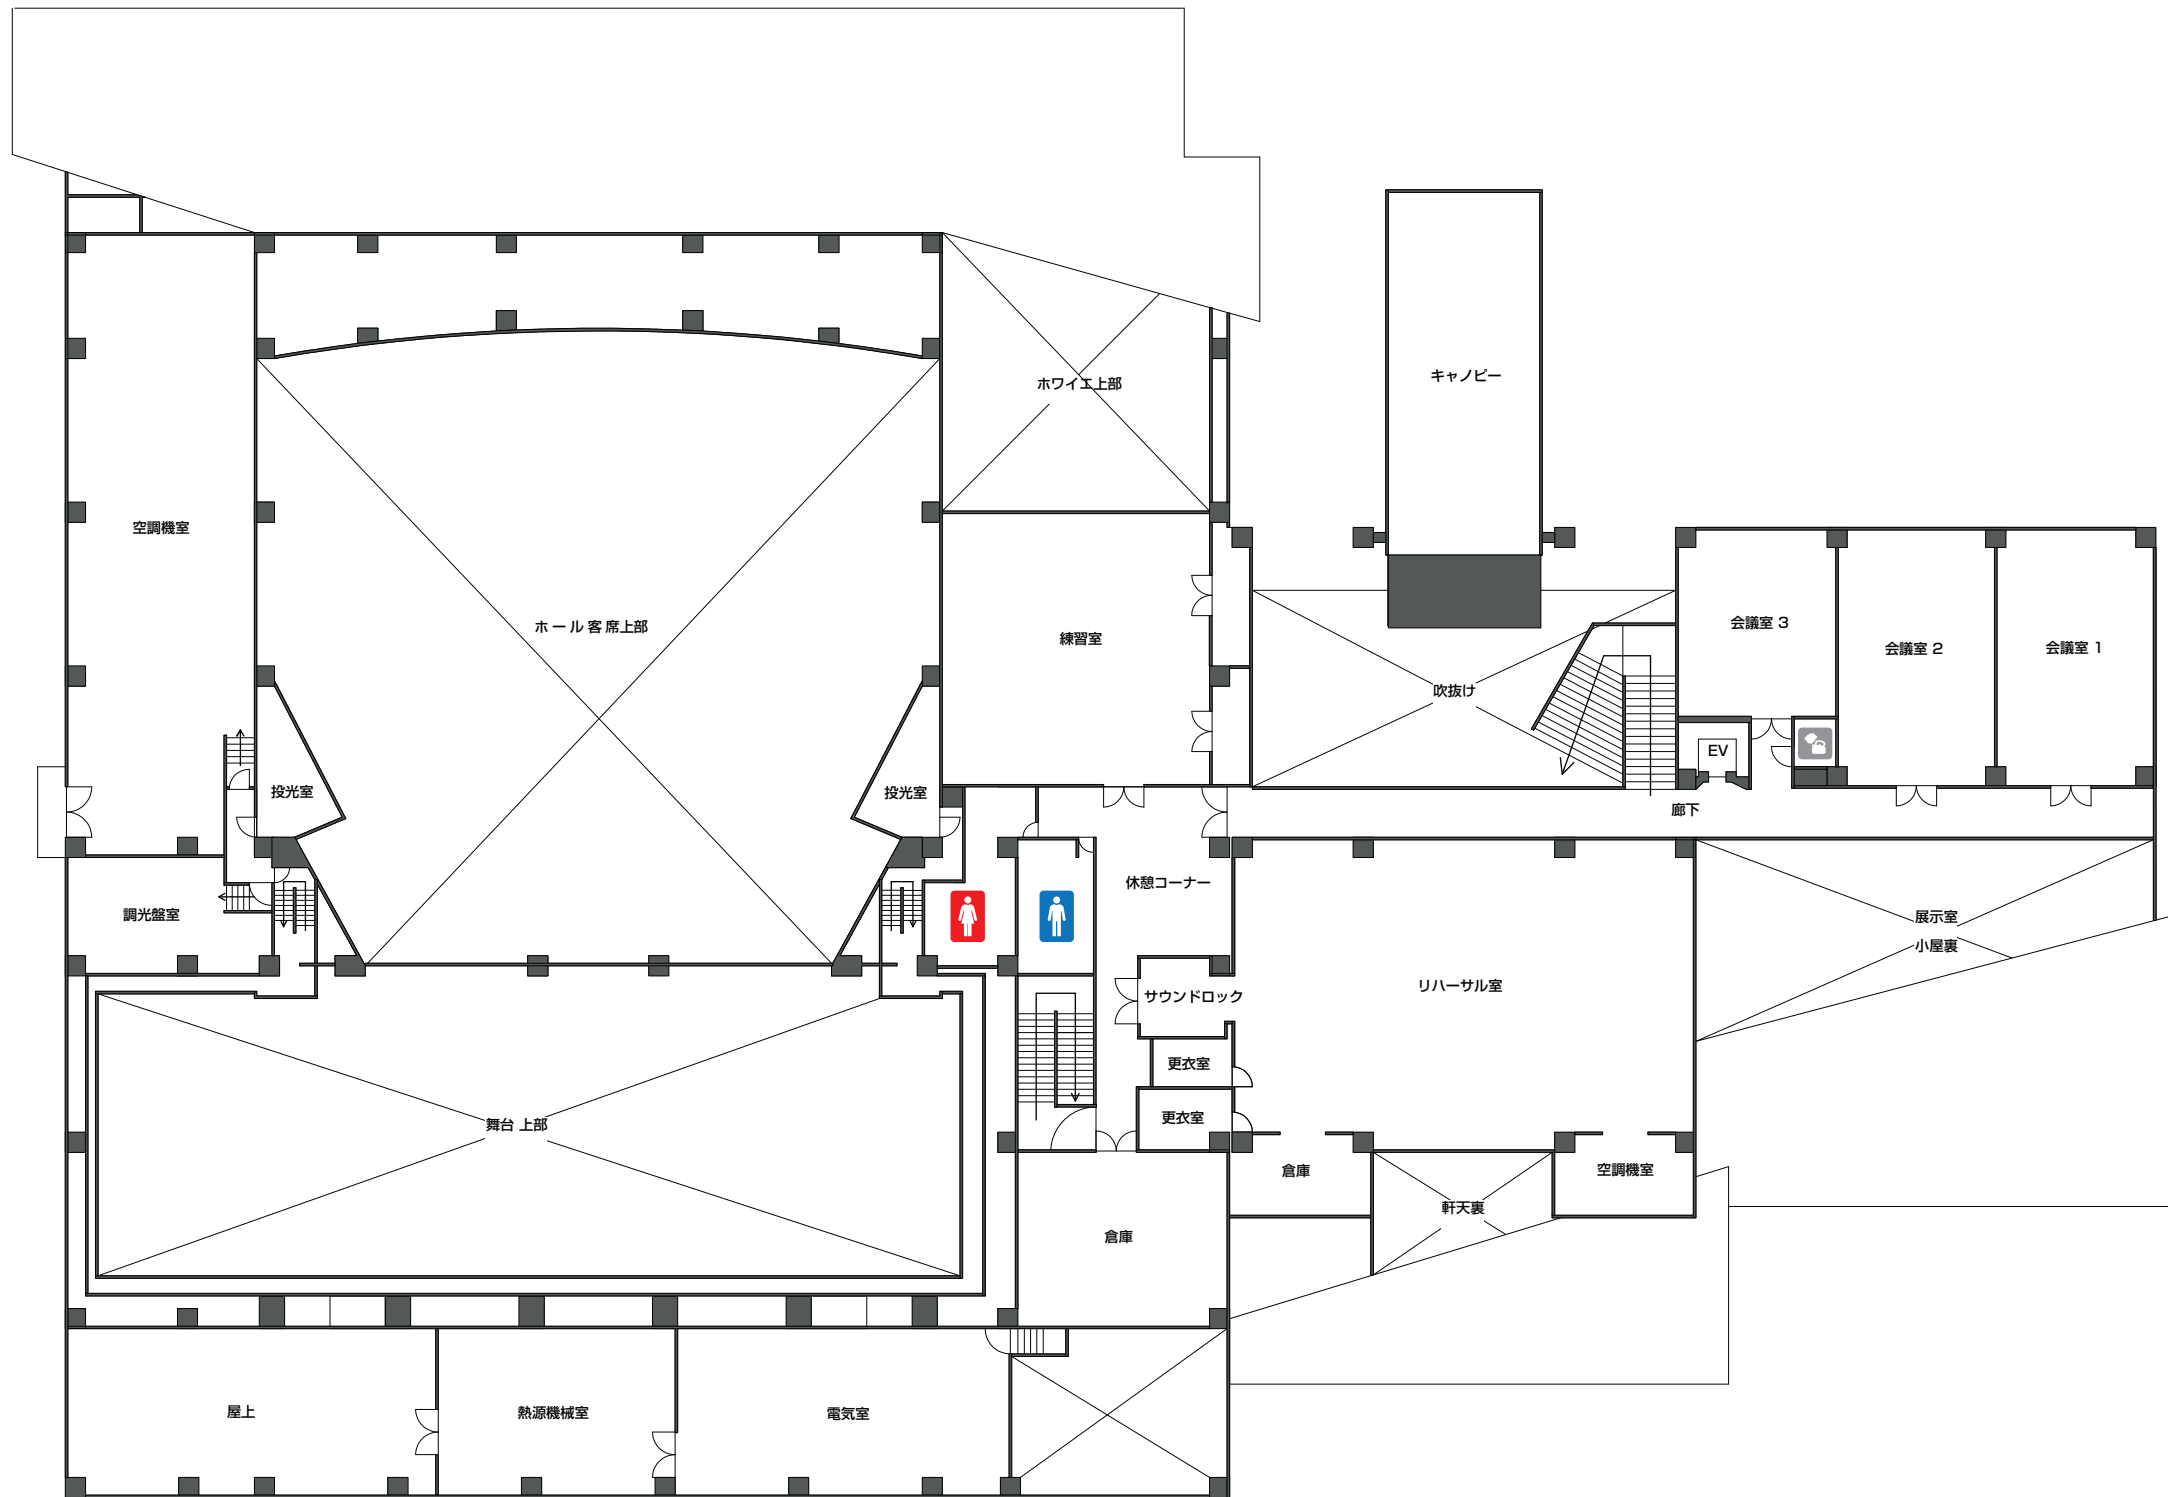 キャノピー
ホワイエ上部
空調機室
ホール客席上部
練習室
会議室 3
会議室 2
会議室 1
吹抜け
EV
投光室
投光室
廊下
休憩コーナー
調光盤室
展示室
小屋裏
リハーサル室
サウンドロック
更衣室
更衣室
舞台 上部
倉庫
空調機室
軒天裏
倉庫
屋上
熱源機械室
電気室